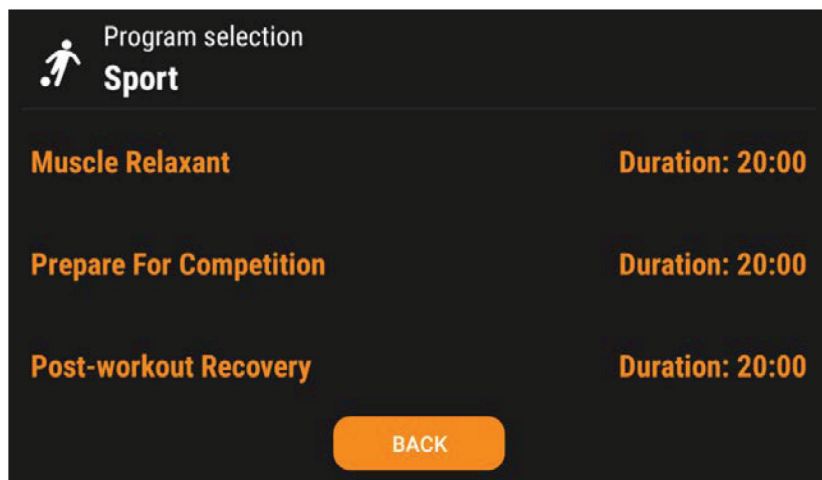 Program selection
Sport
Muscle Relaxant Duration: 20:00
Prepare For Competition Duration: 20:00
Post-workout Recovery Duration: 20:00
BACK